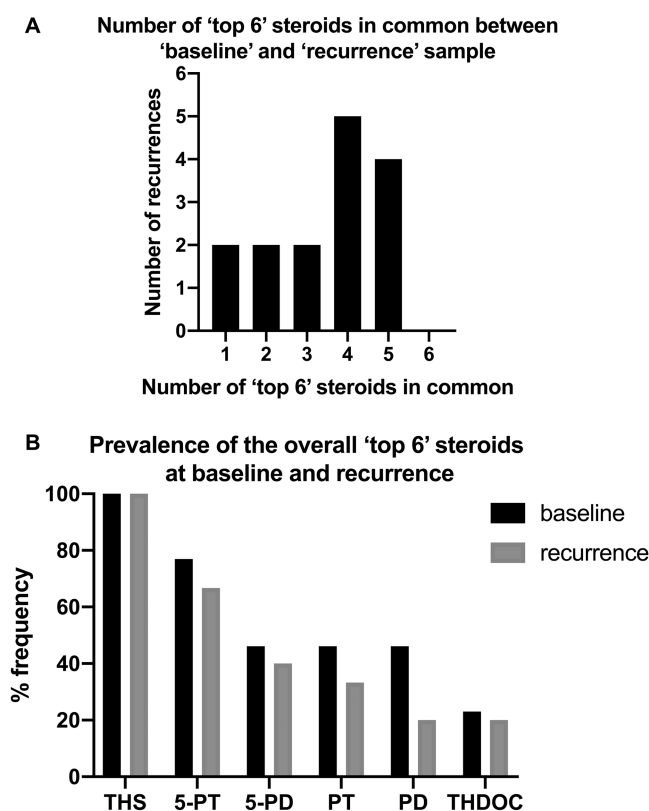 A
Number of ‘top 6’ steroids in common between
‘baseline’ and ‘recurrence’ sample
Number of recurrences
6
5
4
3
2
1
0
1 2 3 4 5 6
Number of ‘top 6’ steroids in common
B
Prevalence of the overall ‘top 6’ steroids
at baseline and recurrence
% frequency
100
80
60
40
20
0
THS 5-PT 5-PD PT PD THDOC
baseline
recurrence